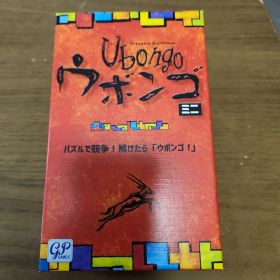 Grzegorz Rejchtman
Ubongo
ウボンゴ
ミニ
パズルで競争！解けたら「ウボンゴ！」
GP
GAMES